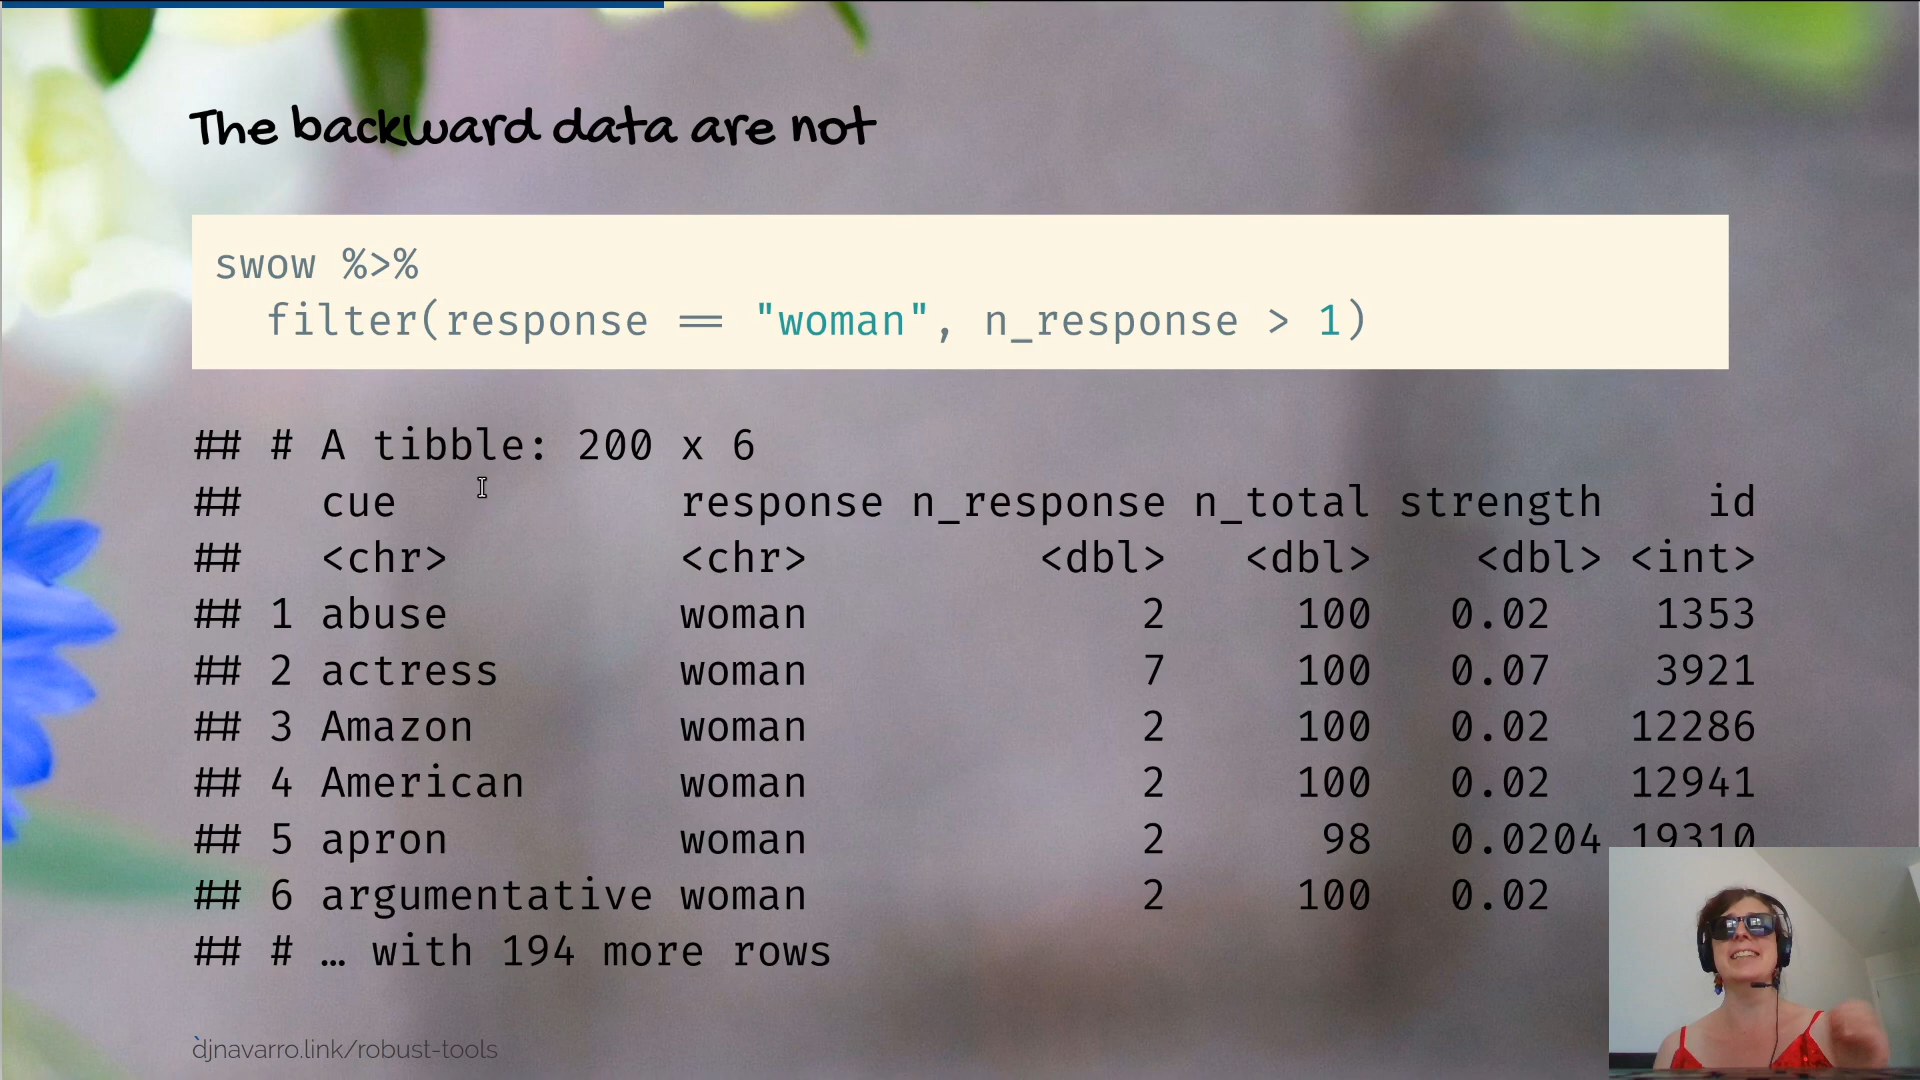 The backward data are not
swow %>%
filter(response == "woman", n_response > 1)
## # A tibble: 200 x 6
## cue response n_response n_total strength id
## <chr> <chr> <dbl> <dbl> <dbl> <int>
## 1 abuse woman 2 100 0.02 1353
## 2 actress woman 7 100 0.07 3921
## 3 Amazon woman 2 100 0.02 12286
## 4 American woman 2 100 0.02 12941
## 5 apron woman 2 98 0.0204 19310
## 6 argumentative woman 2 100 0.02
## # … with 194 more rows
djnavarro.link/robust-tools